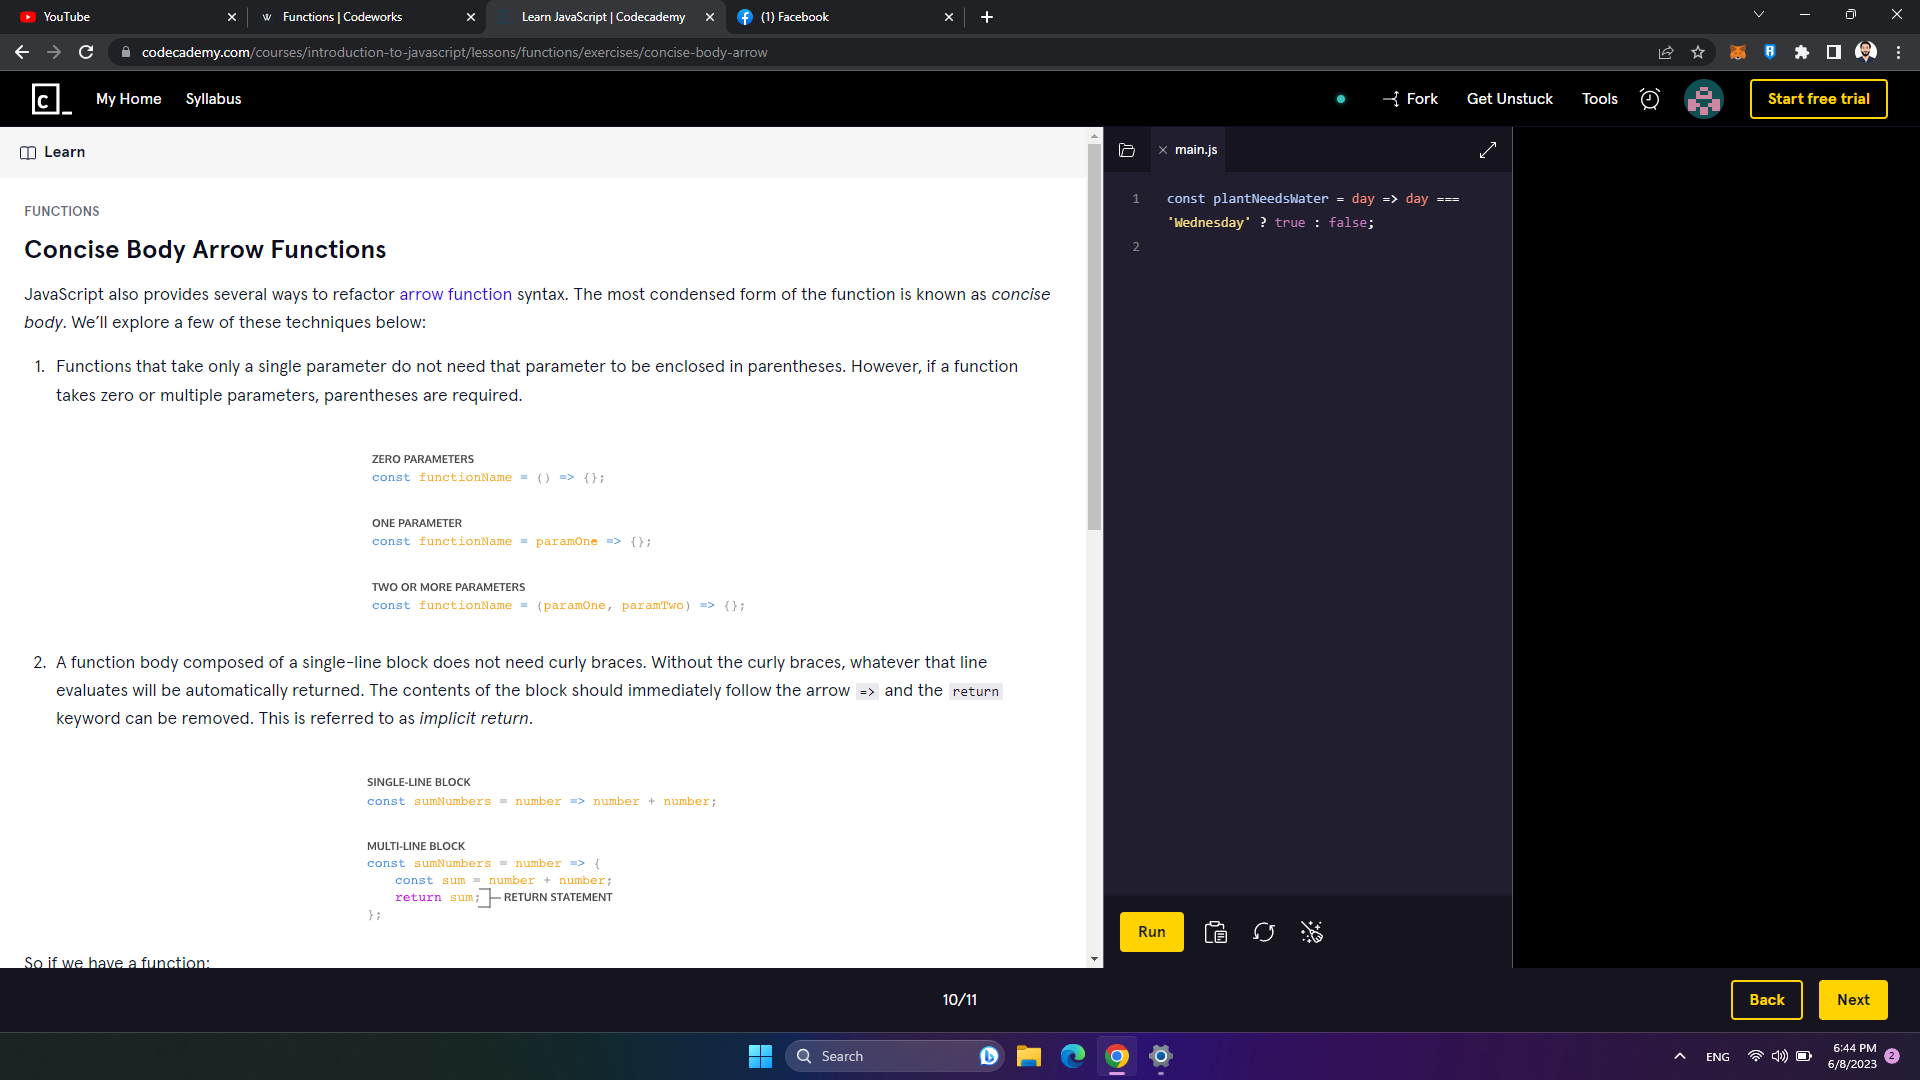 YouTube
Functions | Codeworks
Learn JavaScript | Codecademy
(1) Facebook
codecademy.com/courses/introduction-to-javascript/lessons/functions/exercises/concise-body-arrow
c_
My Home
Syllabus
Fork
Get Unstuck
Tools
Start free trial
Learn
FUNCTIONS
Concise Body Arrow Functions
JavaScript also provides several ways to refactor arrow function syntax. The most condensed form of the function is known as concise
body. We’ll explore a few of these techniques below:
1. Functions that take only a single parameter do not need that parameter to be enclosed in parentheses. However, if a function
takes zero or multiple parameters, parentheses are required.
ZERO PARAMETERS
const functionName = () => {};
ONE PARAMETER
const functionName = paramOne => {};
TWO OR MORE PARAMETERS
const functionName = (paramOne, paramTwo) => {};
2. A function body composed of a single-line block does not need curly braces. Without the curly braces, whatever that line
evaluates will be automatically returned. The contents of the block should immediately follow the arrow => and the return
keyword can be removed. This is referred to as implicit return.
SINGLE-LINE BLOCK
const sumNumbers = number => number + number;
MULTI-LINE BLOCK
const sumNumbers = number => {
const sum = number + number;
return sum; RETURN STATEMENT
};
So if we have a function:
main.js
1 const plantNeedsWater = day => day ===
'Wednesday' ? true : false;
2
Run
10/11
Back
Next
Search
ENG
6:44 PM
6/8/2023
2